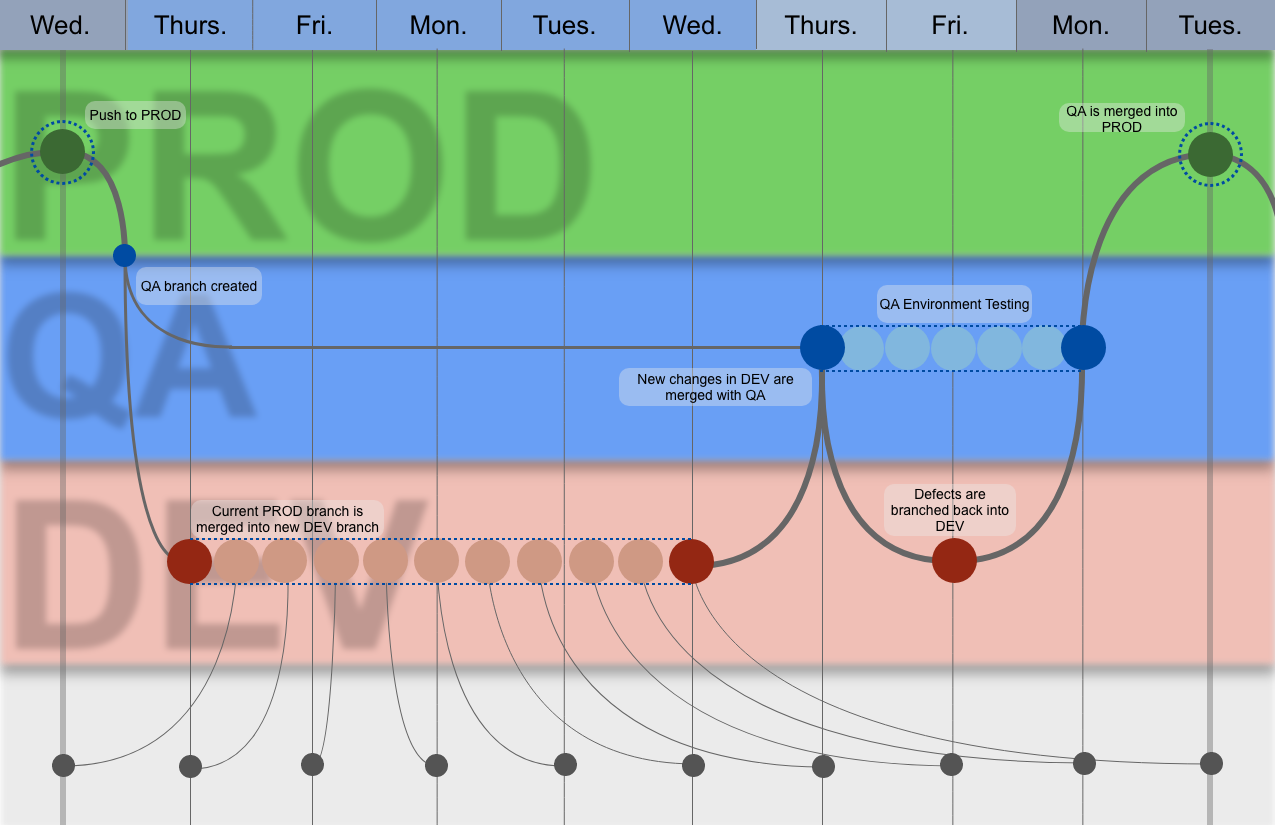 Wed.
Thurs.
Fri.
Mon.
Tues.
Wed.
Thurs.
Fri.
Mon.
Tues.
PROD
Push to PROD
QA is merged into
PROD
QA
QA branch created
QA Environment Testing
New changes in DEV are
merged with QA
DEV
Current PROD branch is
merged into new DEV branch
Defects are
branched back into
DEV